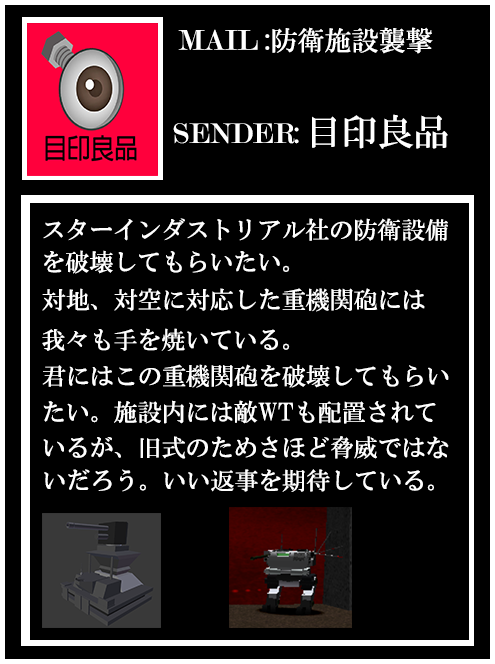 MAIL:防衛施設襲撃
目印良品
SENDER:目印良品
スターインダストリアル社の防衛設備
を破壊してもらいたい。
対地、対空に対応した重機関砲には
我々も手を焼いている。
君にはこの重機関砲を破壊してもらい
たい。施設内には敵WTも配置されて
いるが、旧式のためさほど脅威ではな
いだろう。いい返事を期待している。